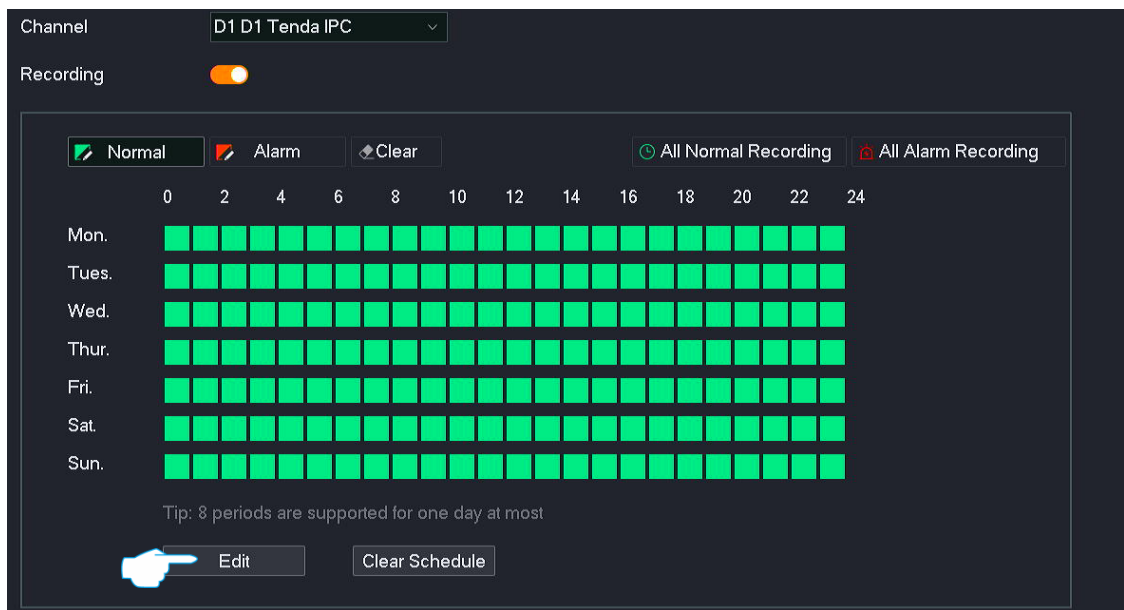 Channel D1 D1 Tenda IPC
Recording
Normal Alarm Clear All Normal Recording All Alarm Recording
0 2 4 6 8 10 12 14 16 18 20 22 24
Mon.
Tues.
Wed.
Thur.
Fri.
Sat.
Sun.
Tip: 8 periods are supported for one day at most
Edit Clear Schedule